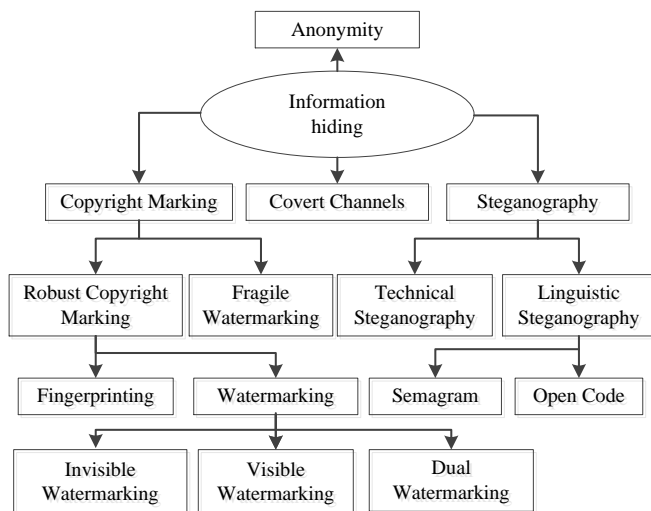 Anonymity
Information
hiding
Copyright Marking
Covert Channels
Steganography
Robust Copyright
Marking
Fragile
Watermarking
Technical
Steganography
Linguistic
Steganography
Fingerprinting
Watermarking
Semagram
Open Code
Invisible
Watermarking
Visible
Watermarking
Dual
Watermarking